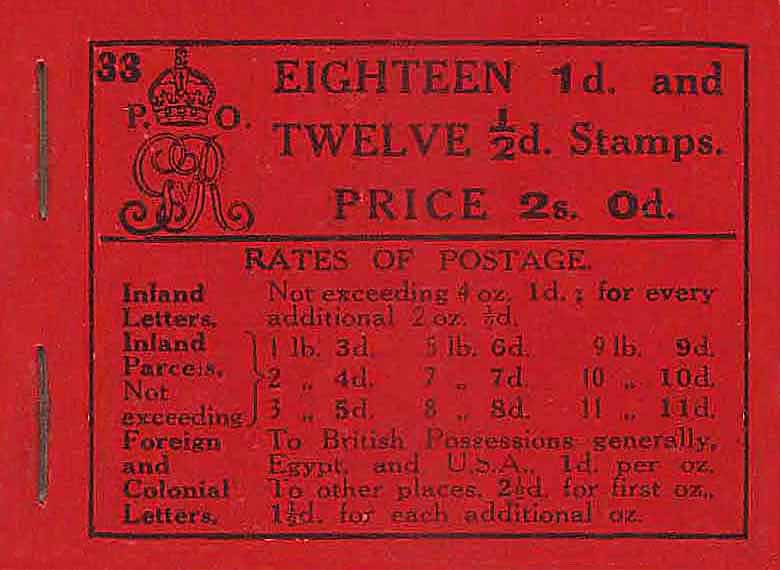 33
P. O.
EIGHTEEN 1d. and
TWELVE ½d. Stamps.
PRICE 2s. 0d.
RATES OF POSTAGE.
Inland Letters. Not exceeding 4 oz. 1d.; for every
additional 2 oz. ½d.
Inland Parcels, Not exceeding } 1 lb. 3d. 5 lb. 6d. 9 lb. 9d.
2 „ 4d. 7 „ 7d. 10 „ 10d.
3 „ 5d. 8 „ 8d. 11 „ 11d.
Foreign and Colonial Letters. To British Possessions generally,
Egypt, and U.S.A., 1d. per oz.
To other places, 2½d. for first oz.,
1½d. for each additional oz.